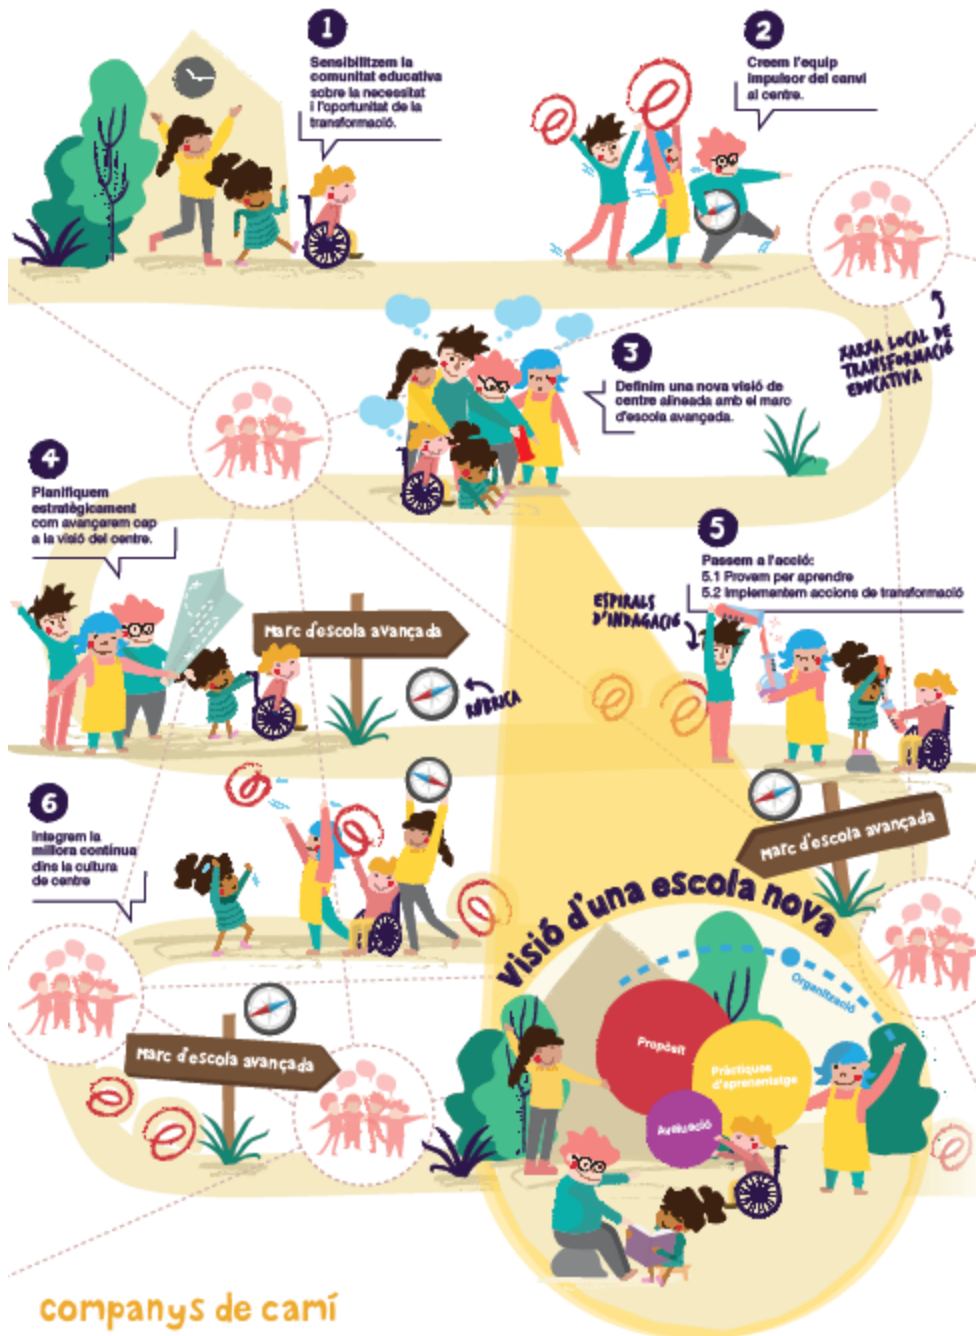 1
Sensibilitzem la
comunitat educativa
sobre la necessitat
i l'oportunitat de la
transformació.
2
Creem l'equip
impulsor del canvi
al centre.
XARXA LOCAL DE
TRANSFORMACIÓ
EDUCATIVA
3
Definim una nova visió de
centre alineada amb el marc
d'escola avançada.
4
Planifiquem
estratègicament
com avançarem cap
a la visió del centre.
Marc d'escola avançada
RÚBRICA
5
Passem a l'acció:
5.1 Provem per aprendre
5.2 Implementem accions de transformació
ESPIRALS
D'INDAGACIÓ
Marc d'escola avançada
6
Integrem la
millora contínua
dins la cultura
de centre
Marc d'escola avançada
Visió d'una escola nova
Organització
Propòsit
Pràctiques
d'aprenentatge
Avaluació
companys de camí